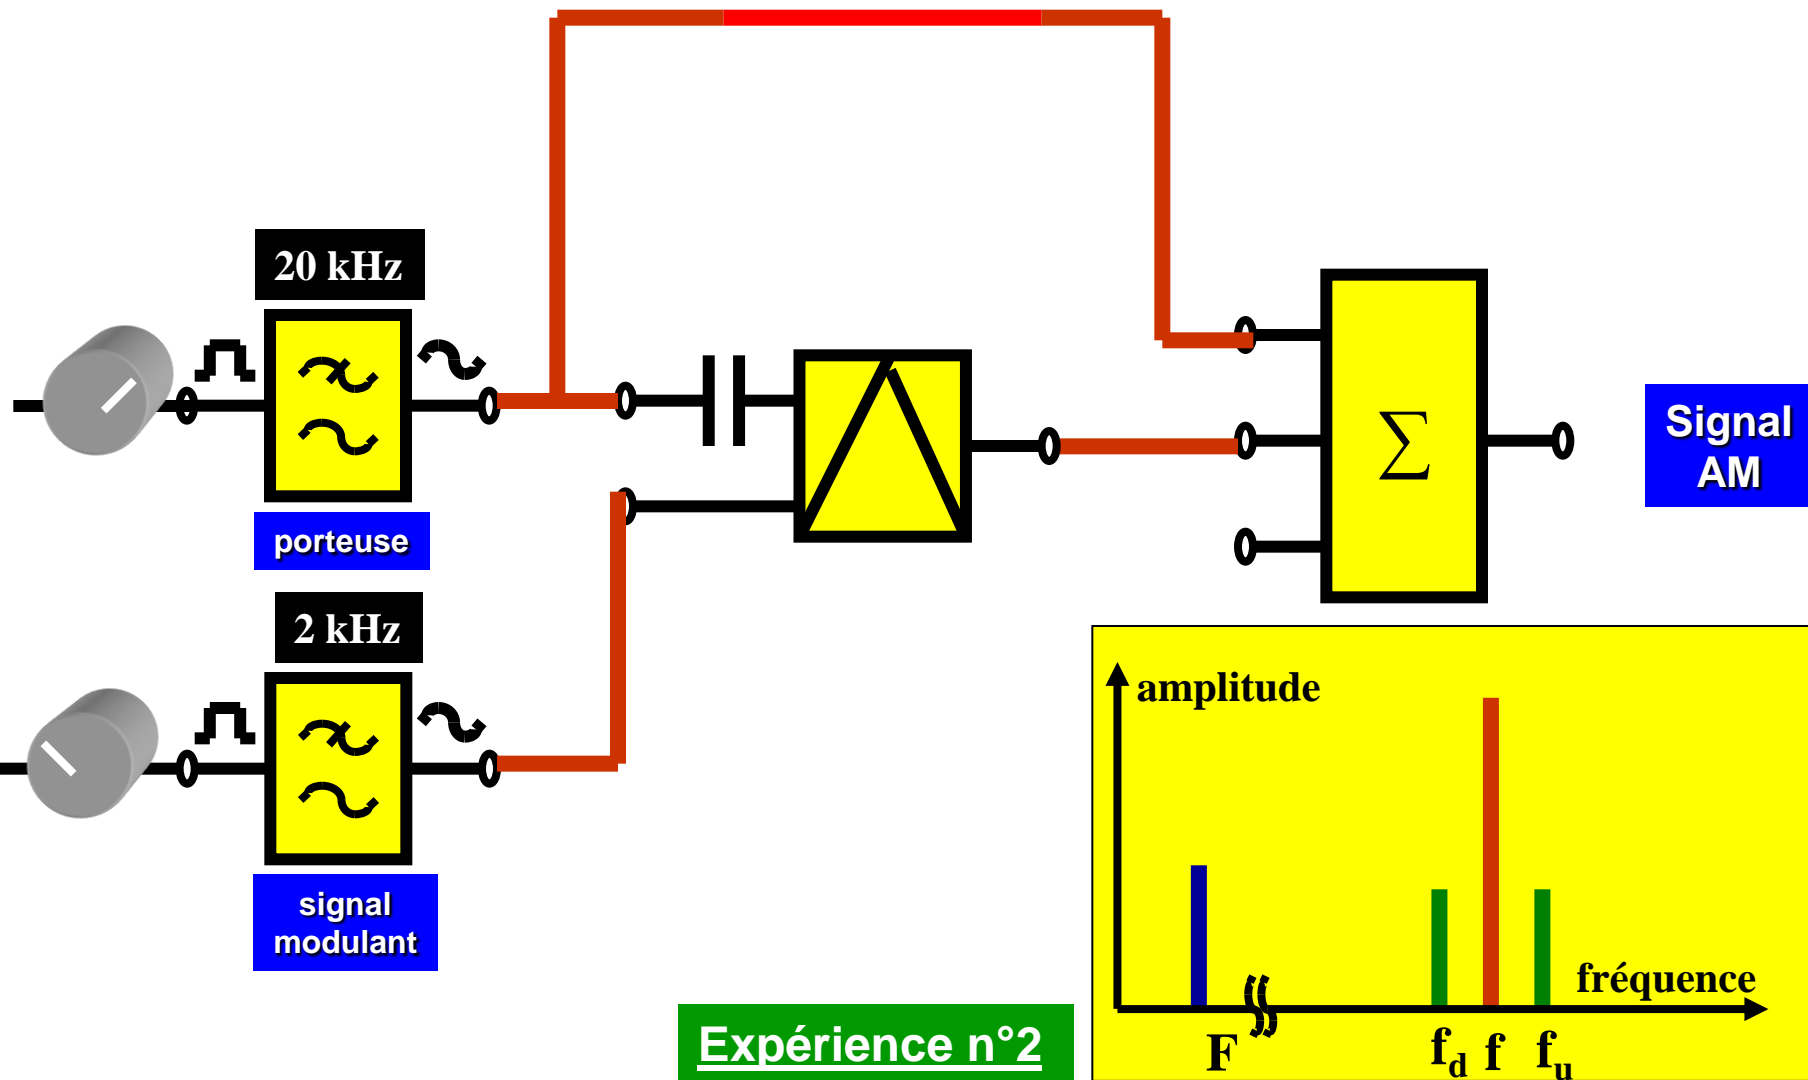 20 kHz
porteuse
2 kHz
signal
modulant
Σ
Signal
AM
amplitude
fréquence
F
fd f fu
Expérience n°2